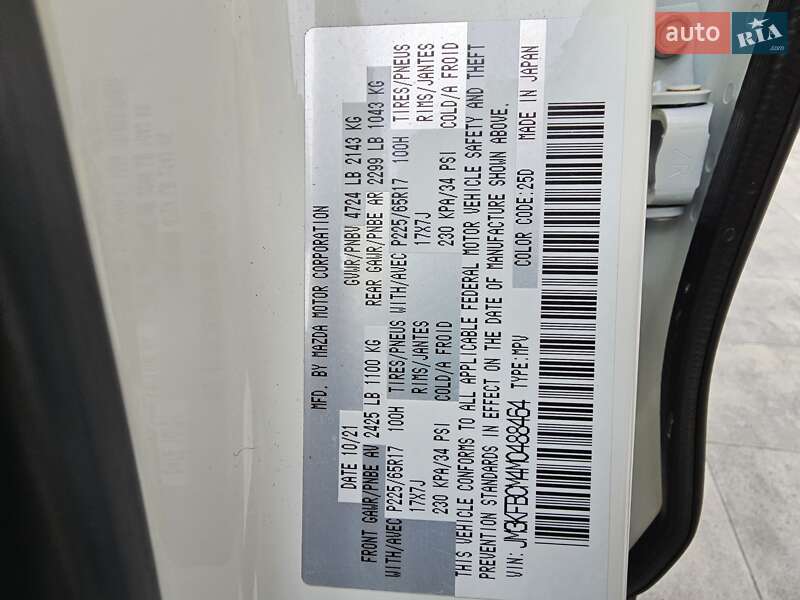 MFD. BY MAZDA MOTOR CORPORATION
DATE 10/21 GVWR/PNBV 4724 LB 2143 KG
FRONT GAWR/PNBE AV 2425 LB 1100 KG REAR GAWR/PNBE AR 2299 LB 1043 KG
WITH/AVEC P225/65R17 100H TIRES/PNEUS WITH/AVEC P225/65R17 100H TIRES/PNEUS
17X7J RIMS/JANTES 17X7J RIMS/JANTES
230 KPA/34 PSI COLD/A FROID 230 KPA/34 PSI COLD/A FROID
THIS VEHICLE CONFORMS TO ALL APPLICABLE FEDERAL MOTOR VEHICLE SAFETY AND THEFT
PREVENTION STANDARDS IN EFFECT ON THE DATE OF MANUFACTURE SHOWN ABOVE.
VIN: JM3KFBCM4M0488464 TYPE:MPV COLOR CODE:25D MADE IN JAPAN
auto RIA.com